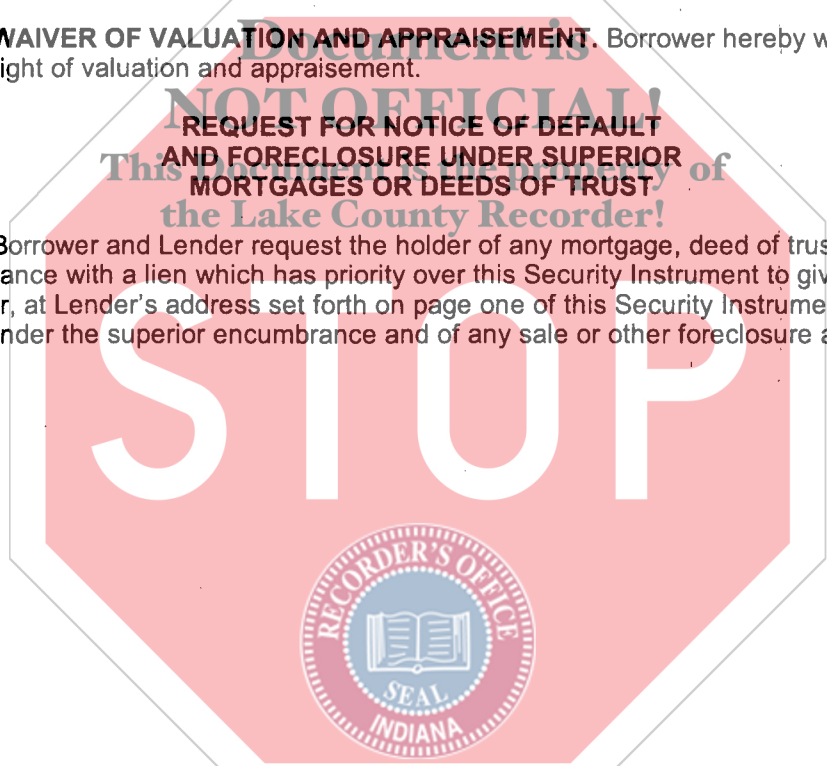 WAIVER OF VALUATION AND APPRAISEMENT. Borrower hereby w
ight of valuation and appraisement.
Document is
NOT OFFICIAL!
This Document is the property of
the Lake County Recorder!
REQUEST FOR NOTICE OF DEFAULT
AND FORECLOSURE UNDER SUPERIOR
MORTGAGES OR DEEDS OF TRUST
Borrower and Lender request the holder of any mortgage, deed of trus
ance with a lien which has priority over this Security Instrument to giv
r, at Lender's address set forth on page one of this Security Instrume
nder the superior encumbrance and of any sale or other foreclosure a
STOP
RECORDER'S OFFICE
SEAL
INDIANA